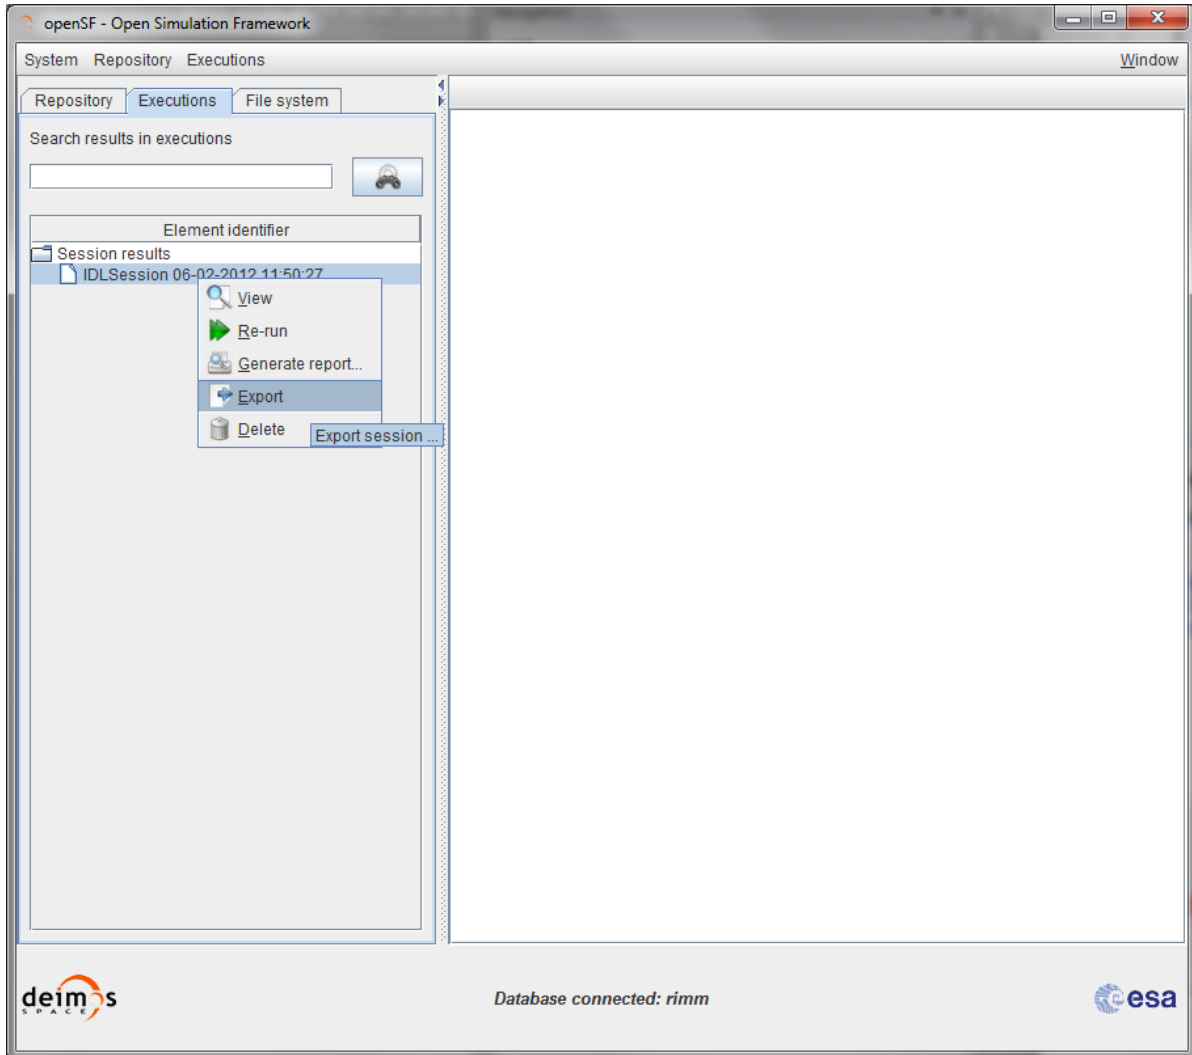 openSF - Open Simulation Framework
System Repository Executions Window
Repository Executions File system
Search results in executions
Element identifier
Session results
IDLSession 06-02-2012 11:50:27
View
Re-run
Generate report...
Export
Delete
Export session ...
deimos
SPACE
Database connected: rimm
esa